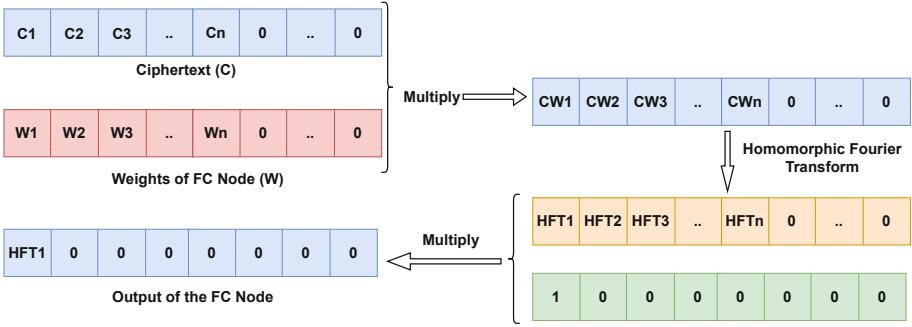 C1 C2 C3 .. Cn 0 .. 0
Ciphertext (C)
Multiply
W1 W2 W3 .. Wn 0 .. 0
Weights of FC Node (W)
CW1 CW2 CW3 .. CWn 0 .. 0
Homomorphic Fourier
Transform
HFT1 HFT2 HFT3 .. HFTn 0 .. 0
1 0 0 0 0 0 0 0
Multiply
HFT1 0 0 0 0 0 0 0
Output of the FC Node